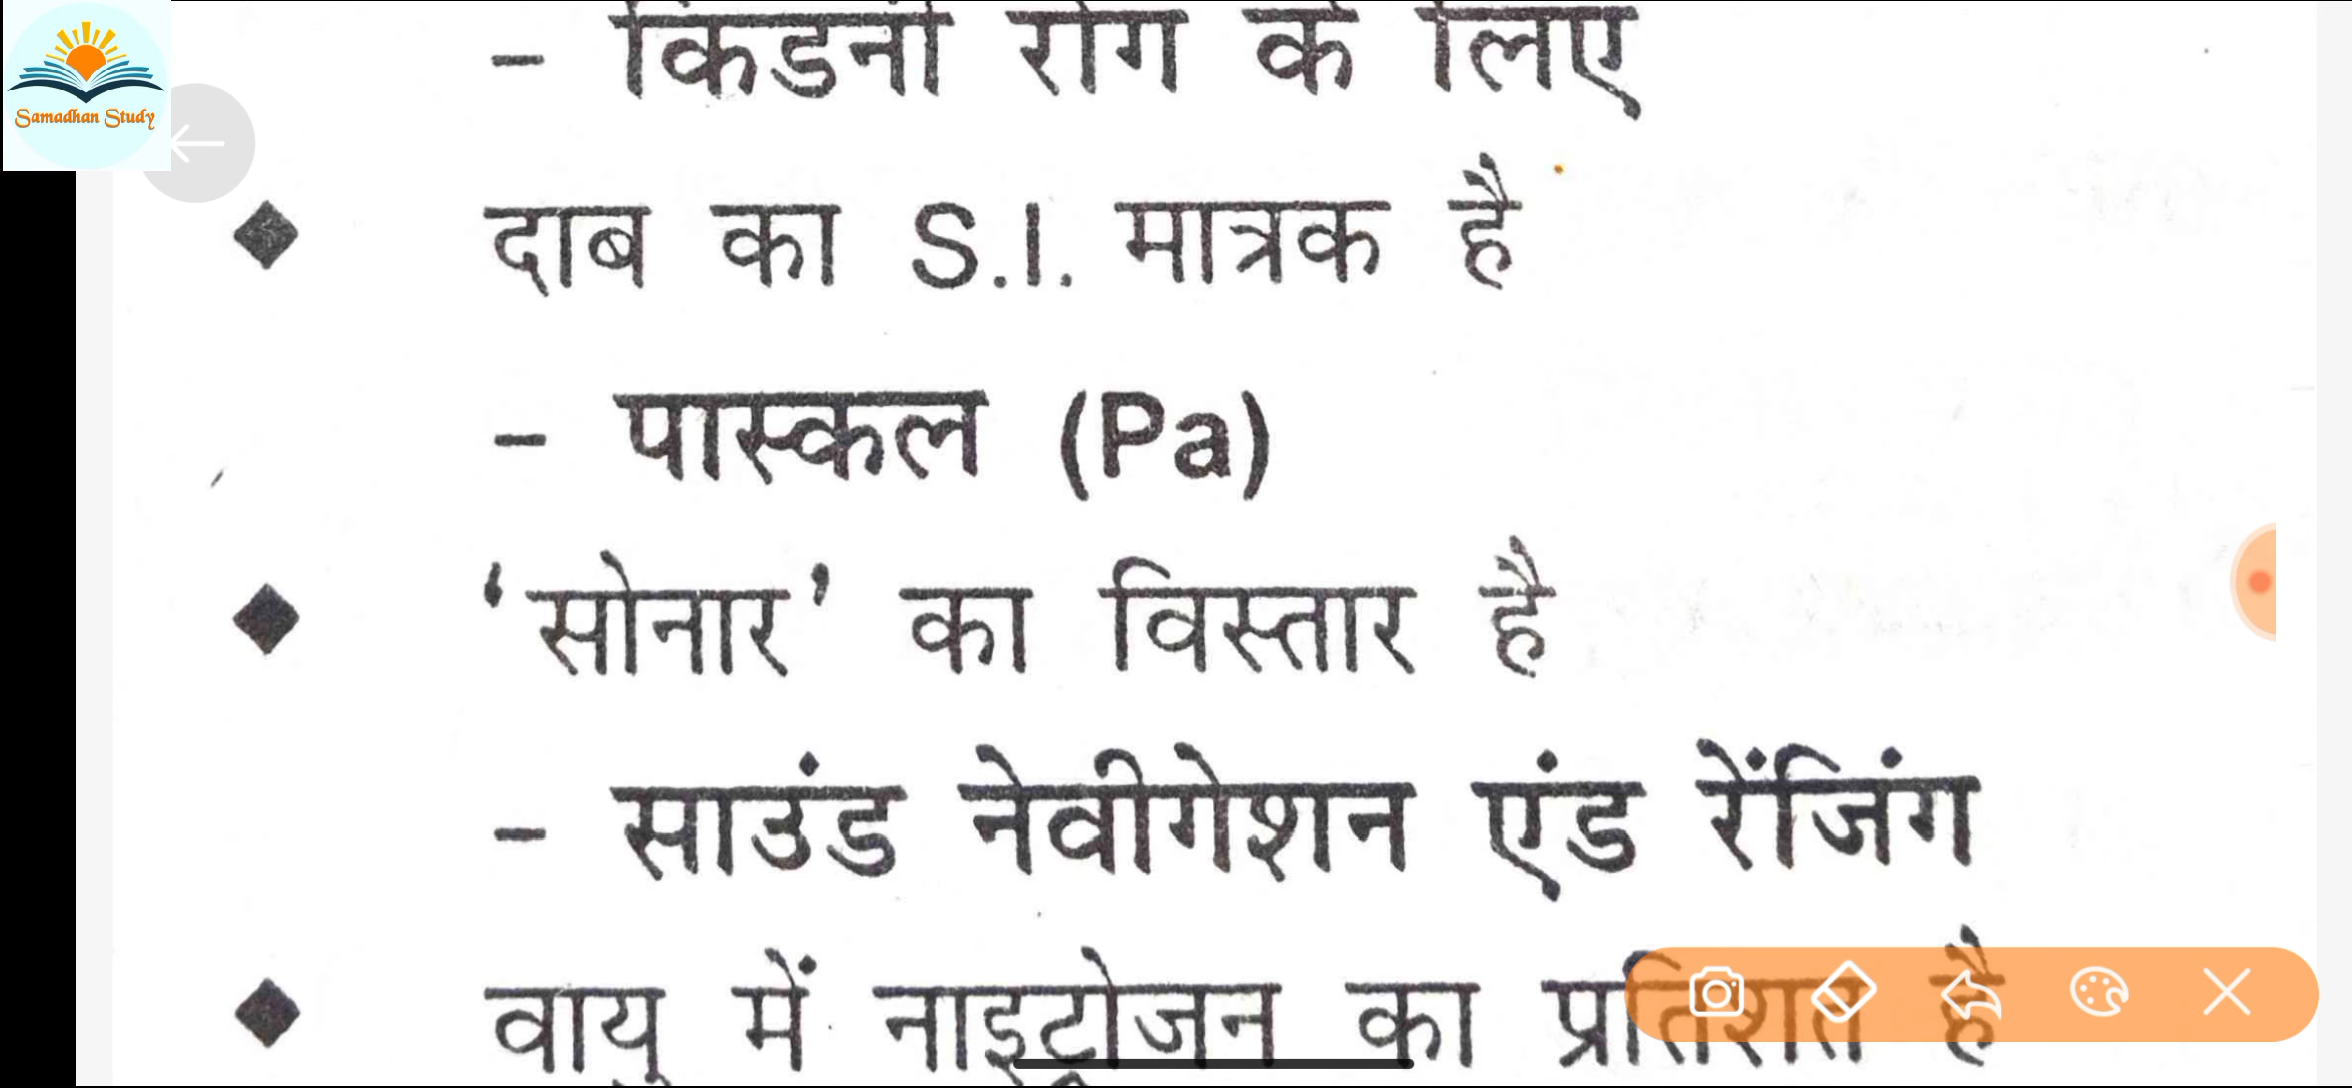 Samadhan Study
– किडनी रोग के लिए
◆ दाब का S.I. मात्रक है
– पास्कल (Pa)
◆ ‘सोनार’ का विस्तार है
– साउंड नेवीगेशन एंड रेंजिंग
◆ वायु में नाइट्रोजन का प्रतिशत है